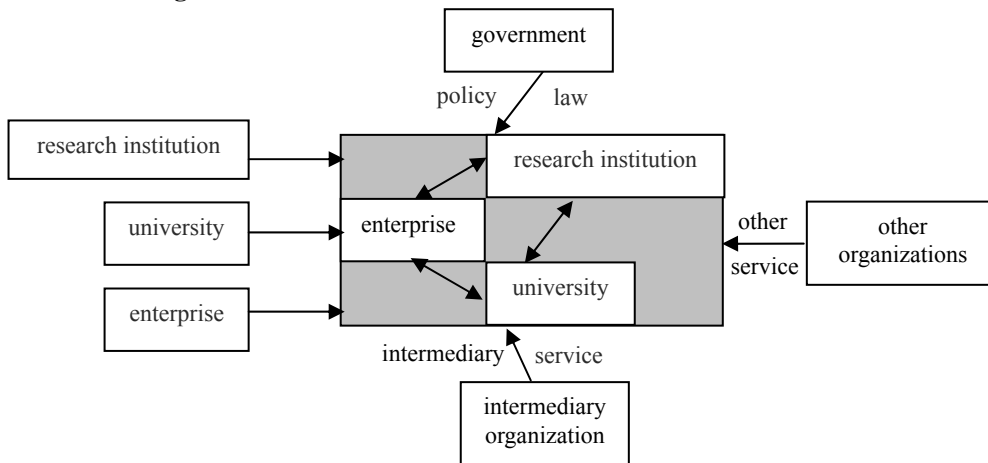 government
policy law
research institution
research institution
university
enterprise
other
service
other
organizations
enterprise
university
intermediary service
intermediary
organization